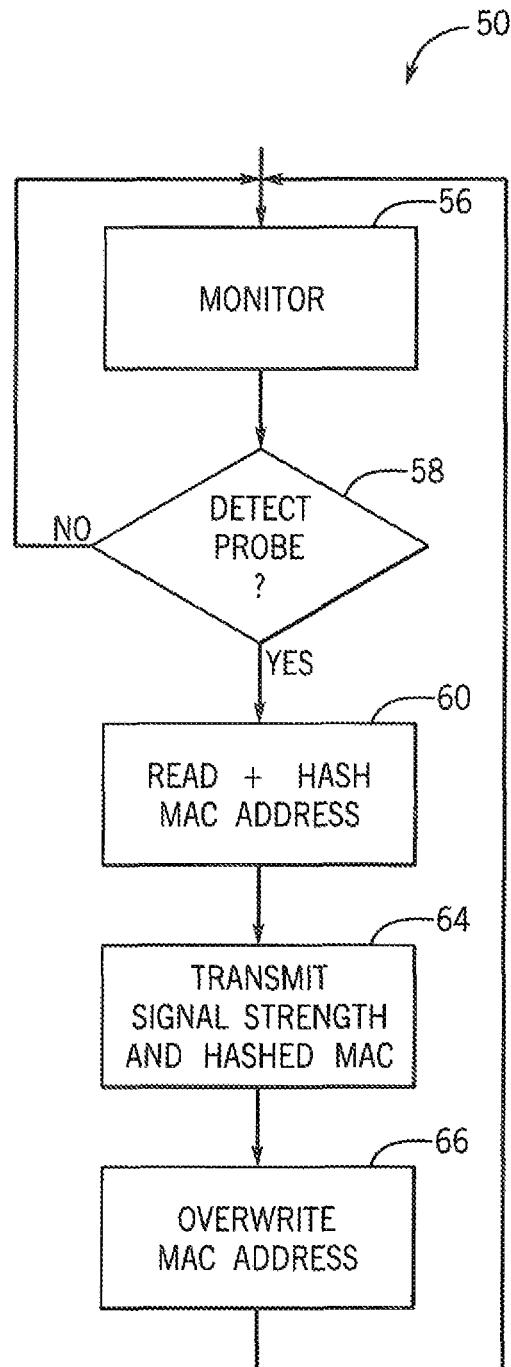 50
56
MONITOR
58
DETECT
PROBE
?
NO
YES
60
READ + HASH
MAC ADDRESS
64
TRANSMIT
SIGNAL STRENGTH
AND HASHED MAC
66
OVERWRITE
MAC ADDRESS